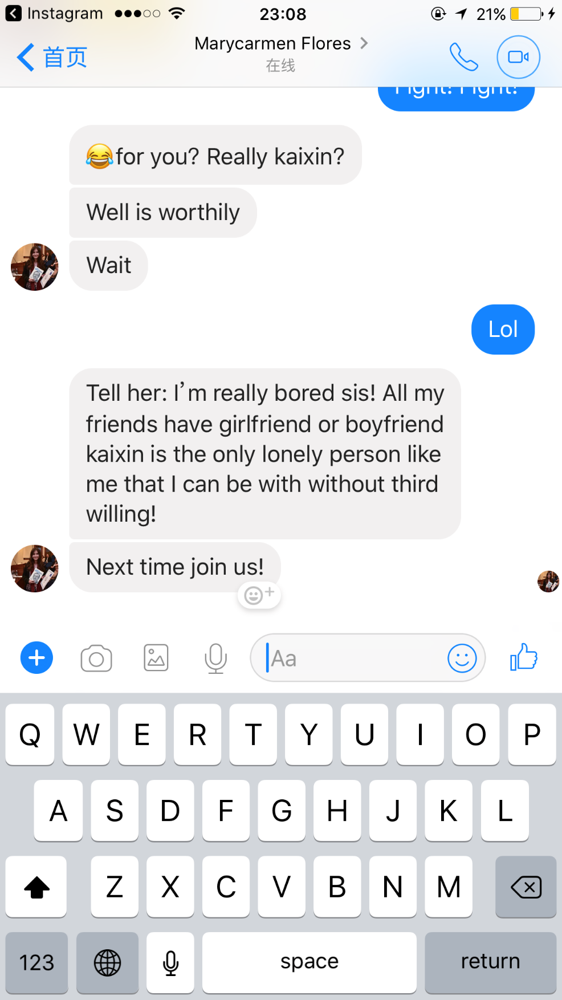 Instagram
23:08
21%
首页
Marycarmen Flores
在线
Fight! Fight!
😂for you? Really kaixin?
Well is worthily
Wait
Lol
Tell her: I'm really bored sis! All my
friends have girlfriend or boyfriend
kaixin is the only lonely person like
me that I can be with without third
willing!
Next time join us!
Aa
Q W E R T Y U I O P
A S D F G H J K L
Z X C V B N M
123 space return